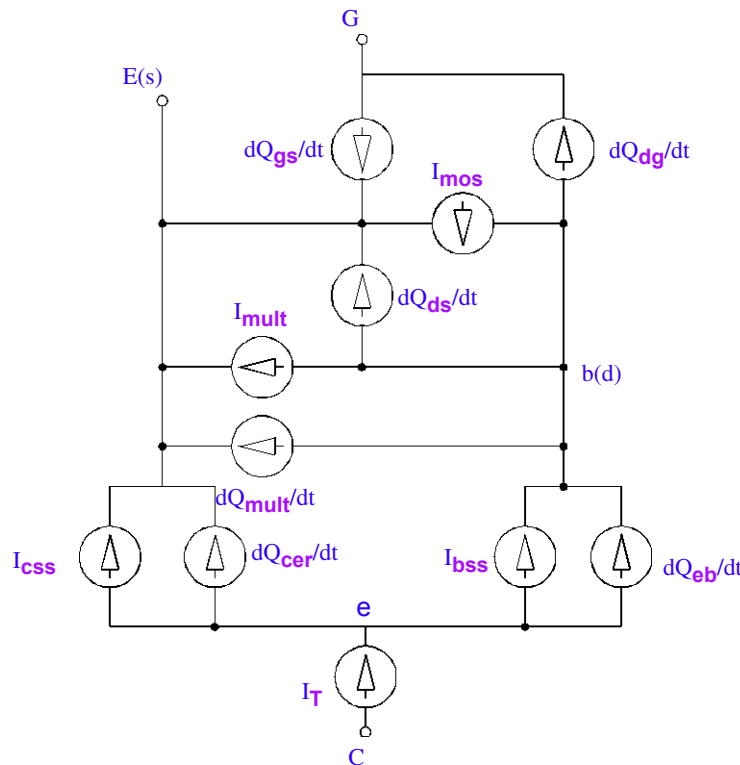 G
E(s)
dQgs/dt
dQdg/dt
Imos
dQds/dt
Imult
b(d)
dQmult/dt
Icss
dQcer/dt
Ibss
dQeb/dt
e
IT
C